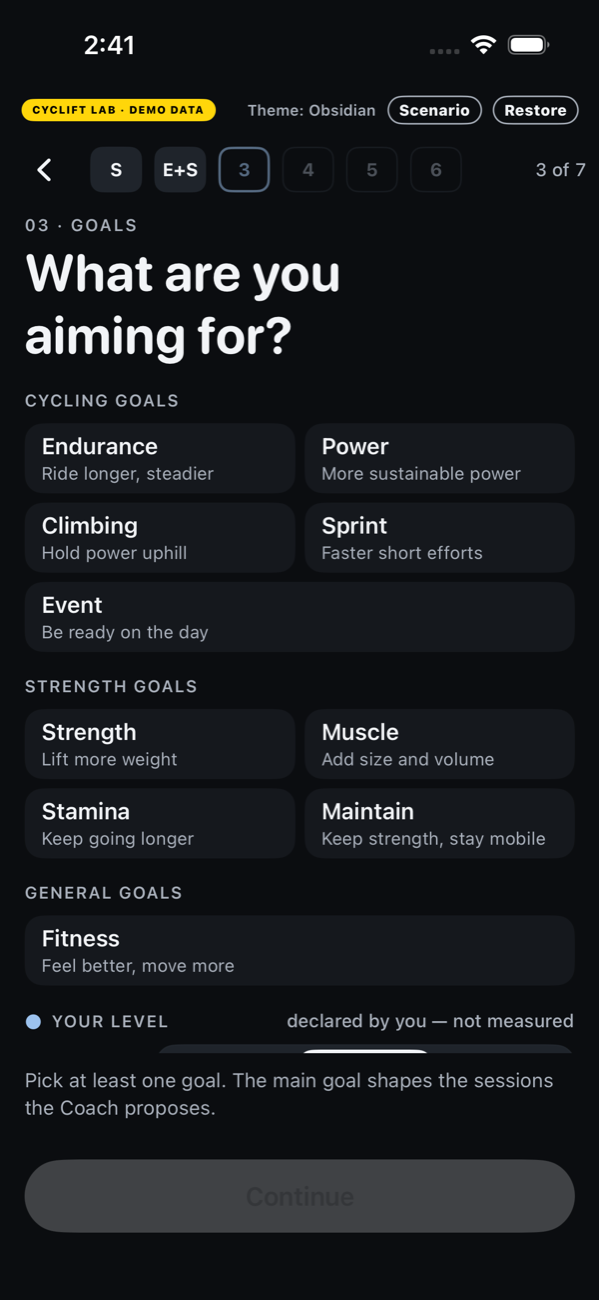 2:41
CYCLIFT LAB · DEMO DATA
Theme: Obsidian
Scenario
Restore
S
E+S
3
4
5
6
3 of 7
03 · GOALS
What are you
aiming for?
CYCLING GOALS
Endurance
Ride longer, steadier
Power
More sustainable power
Climbing
Hold power uphill
Sprint
Faster short efforts
Event
Be ready on the day
STRENGTH GOALS
Strength
Lift more weight
Muscle
Add size and volume
Stamina
Keep going longer
Maintain
Keep strength, stay mobile
GENERAL GOALS
Fitness
Feel better, move more
YOUR LEVEL
declared by you — not measured
Pick at least one goal. The main goal shapes the sessions
the Coach proposes.
Continue